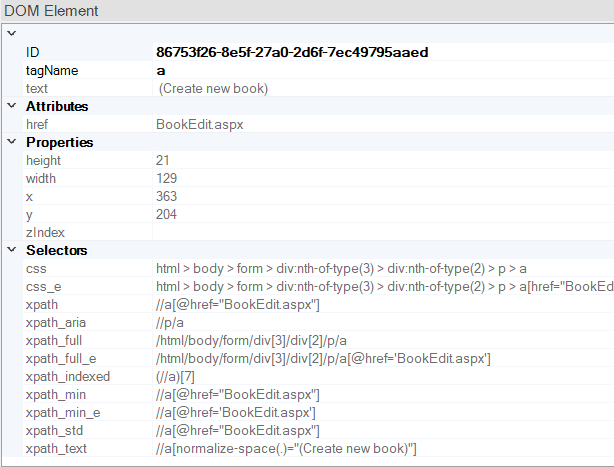 DOM Element
ID 86753f26-8e5f-27a0-2d6f-7ec49795aaed
tagName a
text (Create new book)
Attributes
href BookEdit.aspx
Properties
height 21
width 129
x 363
y 204
zIndex
Selectors
css html > body > form > div:nth-of-type(3) > div:nth-of-type(2) > p > a
css_e html > body > form > div:nth-of-type(3) > div:nth-of-type(2) > p > a[href="BookEd
xpath //a[@href="BookEdit.aspx"]
xpath_aria //p/a
xpath_full /html/body/form/div[3]/div[2]/p/a
xpath_full_e /html/body/form/div[3]/div[2]/p/a[@href='BookEdit.aspx']
xpath_indexed (//a)[7]
xpath_min //a[@href="BookEdit.aspx"]
xpath_min_e //a[@href='BookEdit.aspx']
xpath_std //a[@href="BookEdit.aspx"]
xpath_text //a[normalize-space(.)="(Create new book)"]